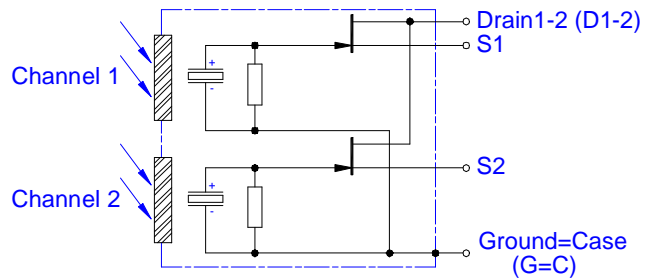 Drain1-2 (D1-2)
S1
Channel 1
+
-
S2
Channel 2
+
-
Ground=Case
(G=C)